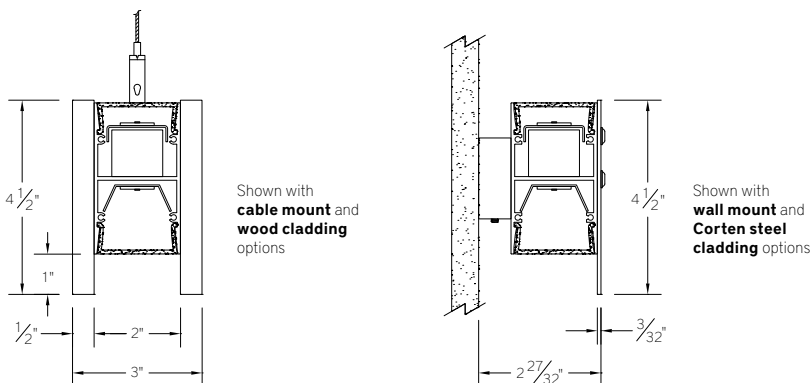 4 1/2"
1"
1/2"
2"
3"
Shown with
cable mount and
wood cladding
options
4 1/2"
3/32"
2 27/32"
Shown with
wall mount and
Corten steel
cladding options